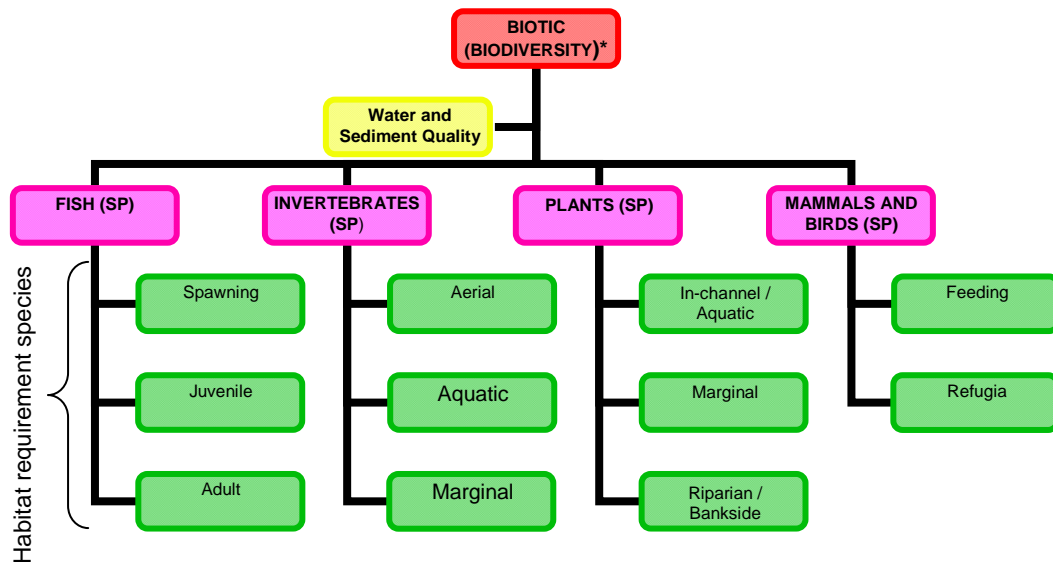 BIOTIC
(BIODIVERSITY)*
Water and
Sediment Quality
FISH (SP)
INVERTEBRATES
(SP)
PLANTS (SP)
MAMMALS AND
BIRDS (SP)
Habitat requirement species
Spawning
Aerial
In-channel /
Aquatic
Feeding
Juvenile
Aquatic
Marginal
Refugia
Adult
Marginal
Riparian /
Bankside